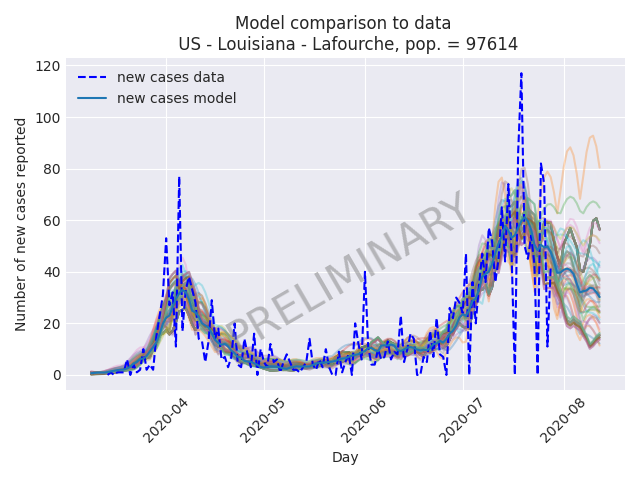 Model comparison to data
US - Louisiana - Lafourche, pop. = 97614
new cases data
new cases model
PRELIMINARY
Number of new cases reported
120
100
80
60
40
20
0
2020-04
2020-05
2020-06
2020-07
2020-08
Day